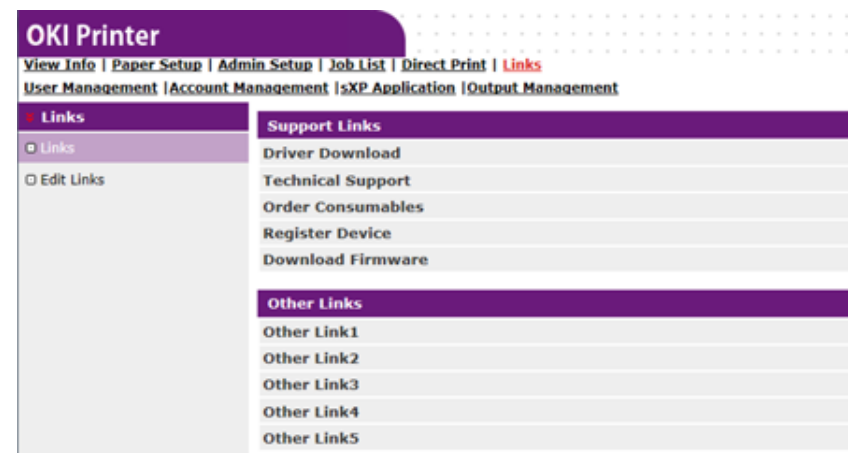 OKI Printer
View Info | Paper Setup | Admin Setup | Job List | Direct Print | Links
User Management |Account Management |sXP Application |Output Management
Links
Links
Edit Links
Support Links
Driver Download
Technical Support
Order Consumables
Register Device
Download Firmware
Other Links
Other Link1
Other Link2
Other Link3
Other Link4
Other Link5